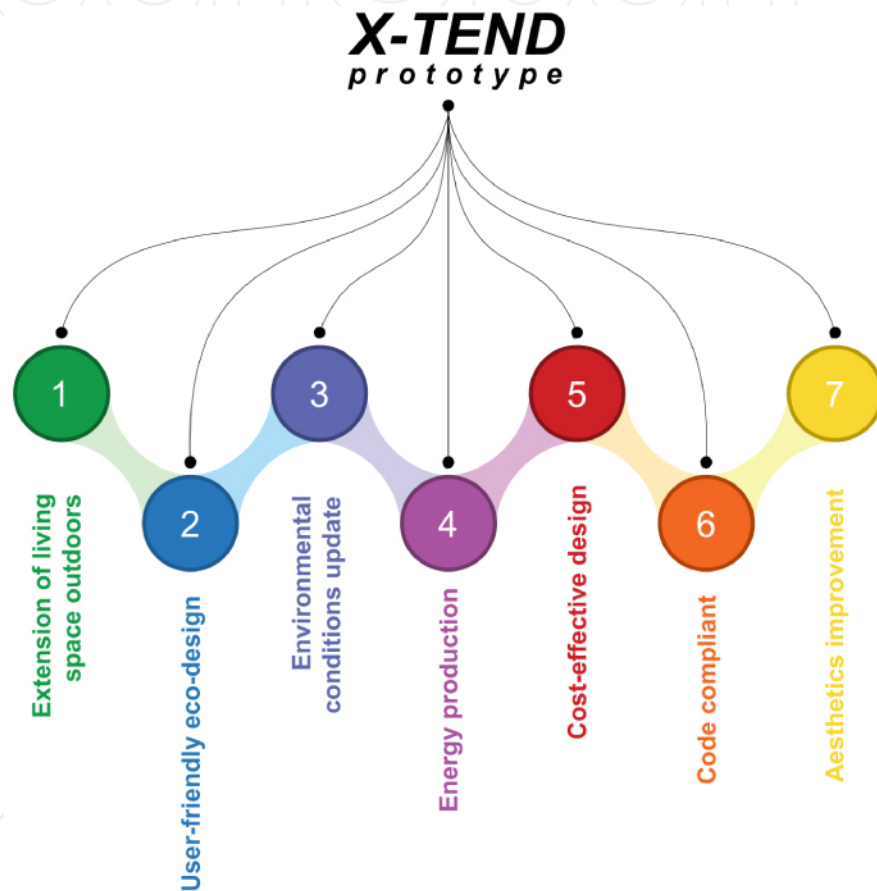 X-TEND
prototype
1
Extension of living
space outdoors
2
User-friendly eco-design
3
Environmental
conditions update
4
Energy production
5
Cost-effective design
6
Code compliant
7
Aesthetics improvement